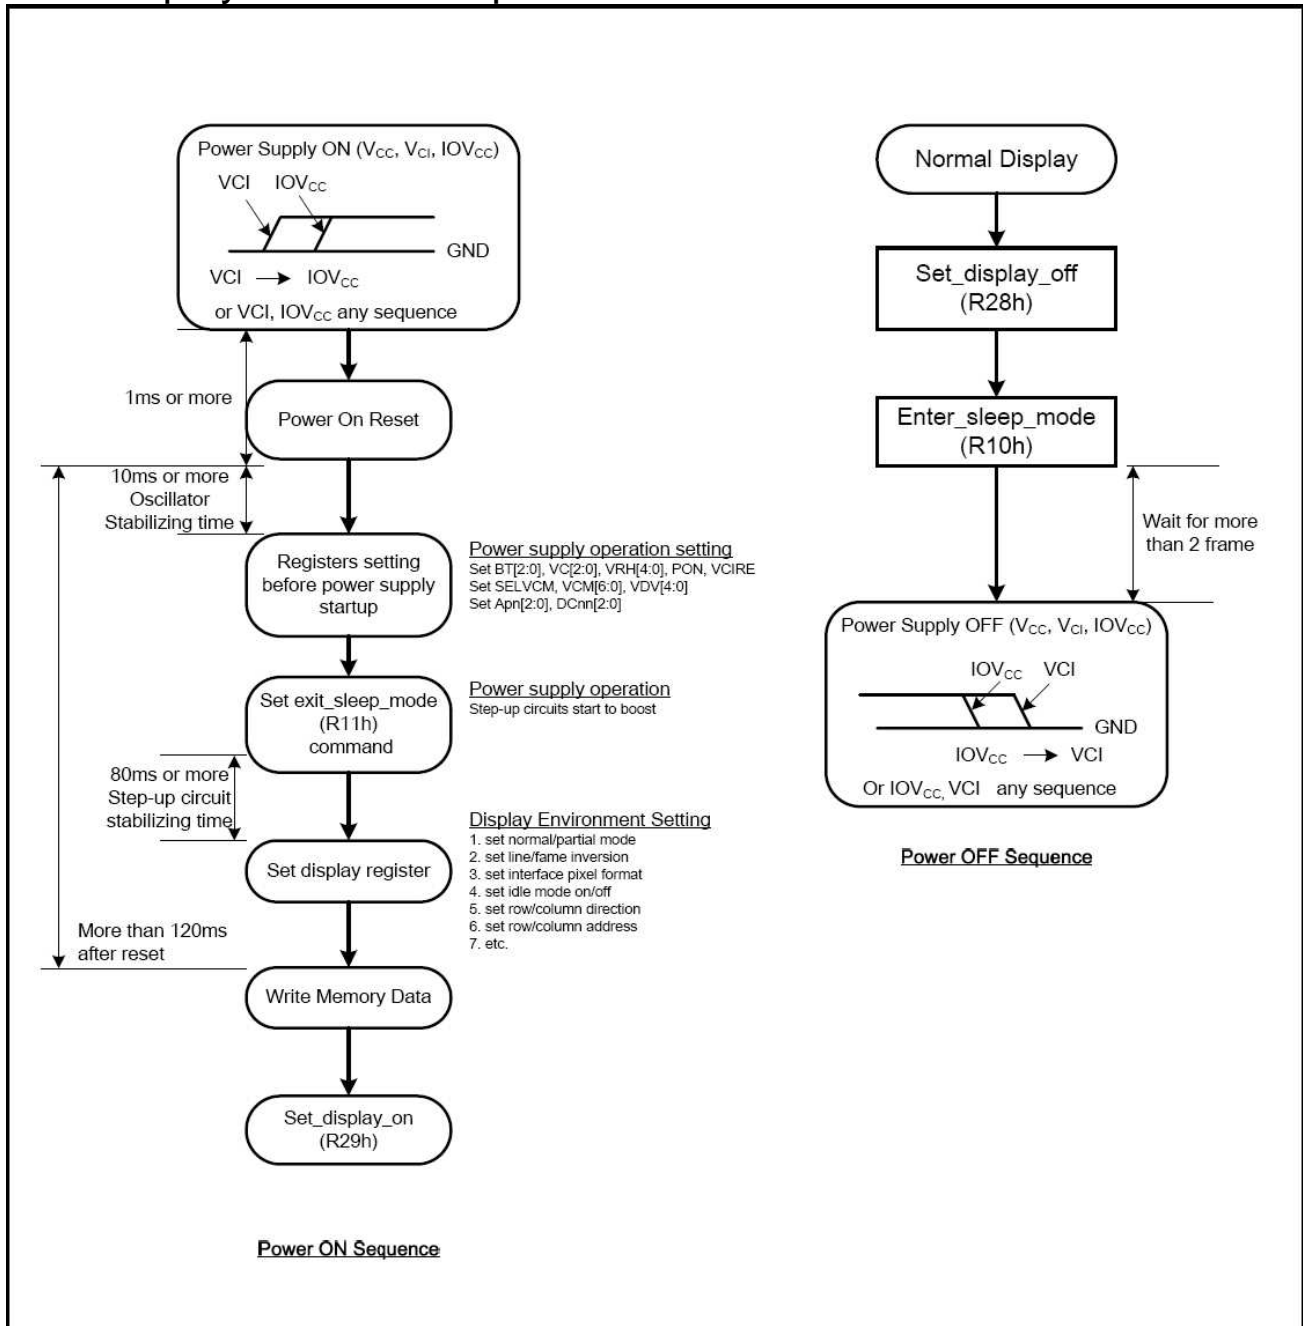 Power Supply ON (VCC, VCI, IOVCC)
VCI IOVCC
GND
VCI → IOVCC
or VCI, IOVCC any sequence
1ms or more
Power On Reset
10ms or more
Oscillator
Stabilizing time
Registers setting
before power supply
startup
Power supply operation setting
Set BT[2:0], VC[2:0], VRH[4:0], PON, VCIRE
Set SELVCM, VCM[6:0], VDV[4:0]
Set Apn[2:0], DCnn[2:0]
Set exit_sleep_mode
(R11h)
command
Power supply operation
Step-up circuits start to boost
80ms or more
Step-up circuit
stabilizing time
Set display register
Display Environment Setting
1. set normal/partial mode
2. set line/fame inversion
3. set interface pixel format
4. set idle mode on/off
5. set row/column direction
6. set row/column address
7. etc.
More than 120ms
after reset
Write Memory Data
Set_display_on
(R29h)
Power ON Sequence
Normal Display
Set_display_off
(R28h)
Enter_sleep_mode
(R10h)
Wait for more
than 2 frame
Power Supply OFF (VCC, VCI, IOVCC)
IOVCC VCI
GND
IOVCC → VCI
Or IOVCC, VCI any sequence
Power OFF Sequence